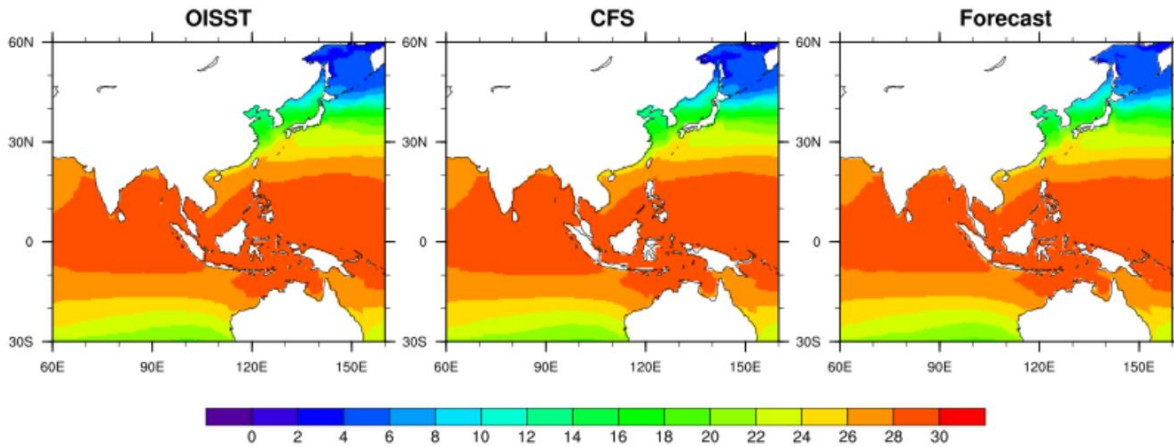 OISST CFS Forecast
60N 60N 60N
30N 30N 30N
0 0 0
30S 30S 30S
60E 90E 120E 150E 60E 90E 120E 150E 60E 90E 120E 150E
0 2 4 6 8 10 12 14 16 18 20 22 24 26 28 30